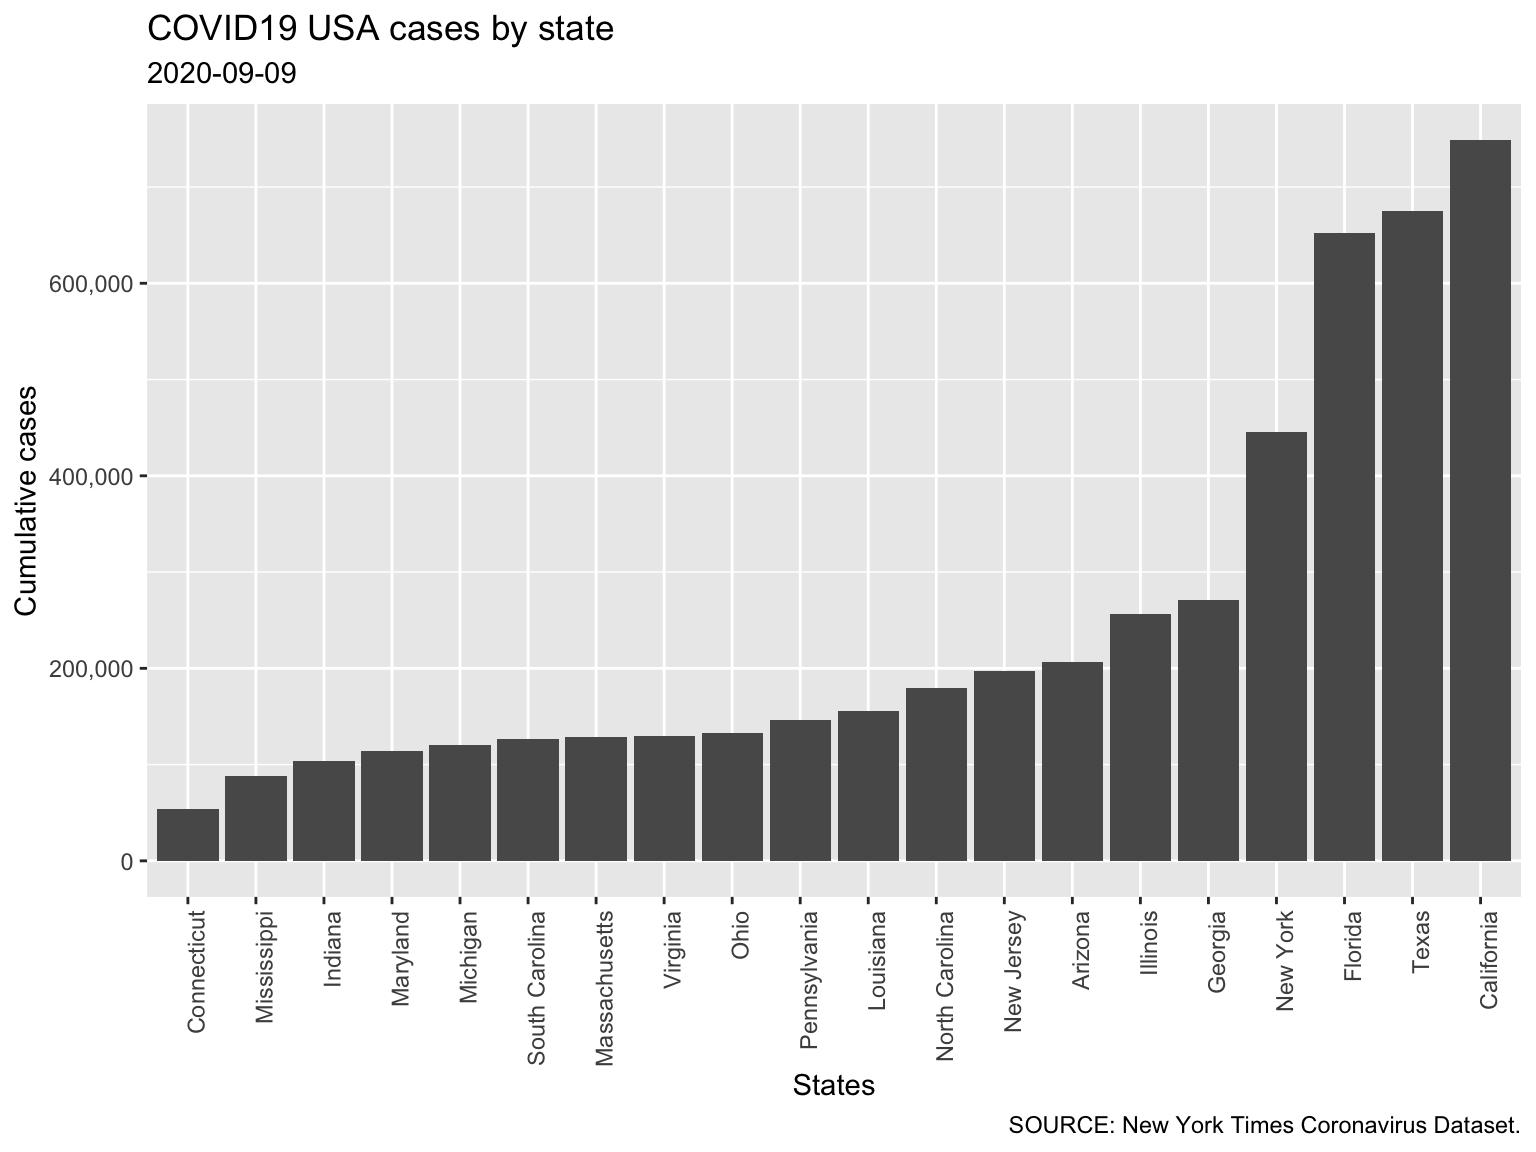 COVID19 USA cases by state
2020-09-09
Cumulative cases
600,000
400,000
200,000
0
Connecticut
Mississippi
Indiana
Maryland
Michigan
South Carolina
Massachusetts
Virginia
Ohio
Pennsylvania
Louisiana
North Carolina
New Jersey
Arizona
Illinois
Georgia
New York
Florida
Texas
California
States
SOURCE: New York Times Coronavirus Dataset.